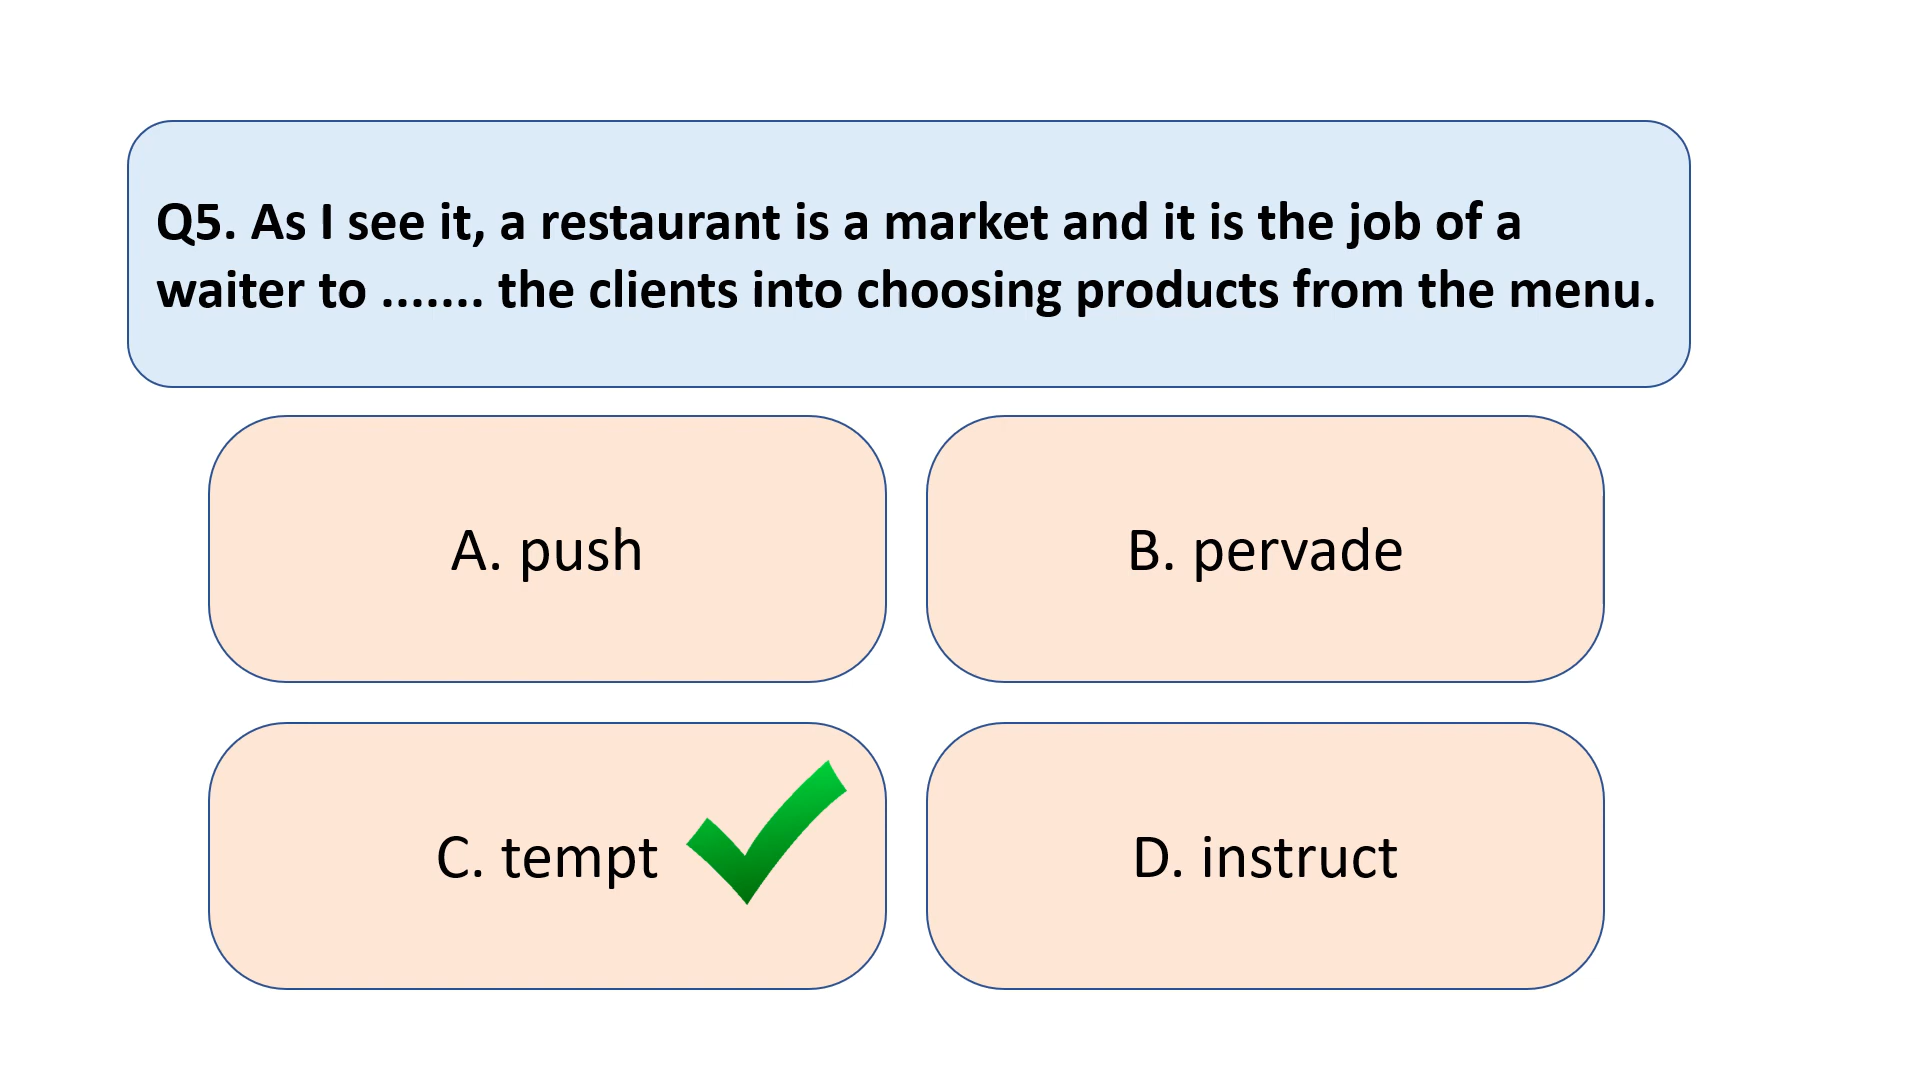 Q5. As I see it, a restaurant is a market and it is the job of a
waiter to ....... the clients into choosing products from the menu.
A. push
B. pervade
C. tempt
D. instruct